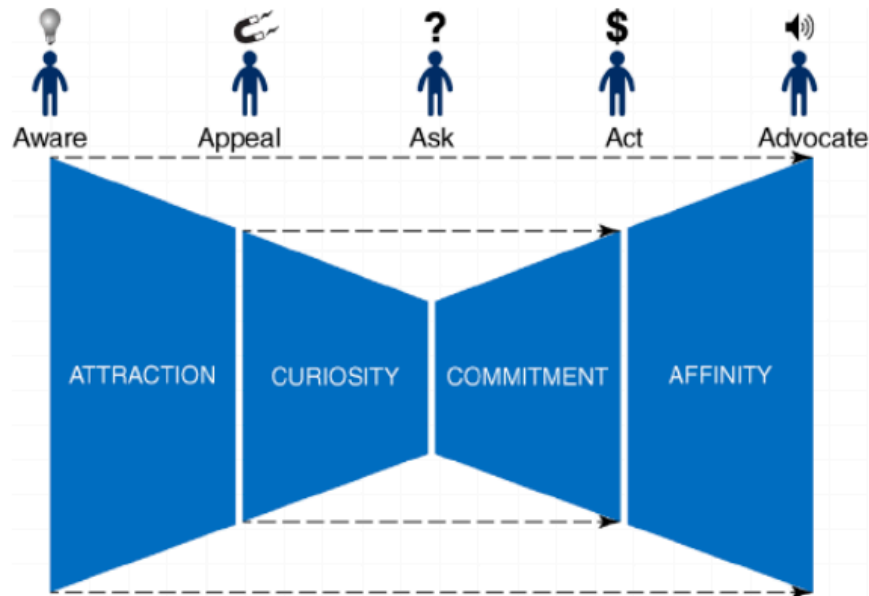 ? $
Aware Appeal Ask Act Advocate
ATTRACTION CURIOSITY COMMITMENT AFFINITY